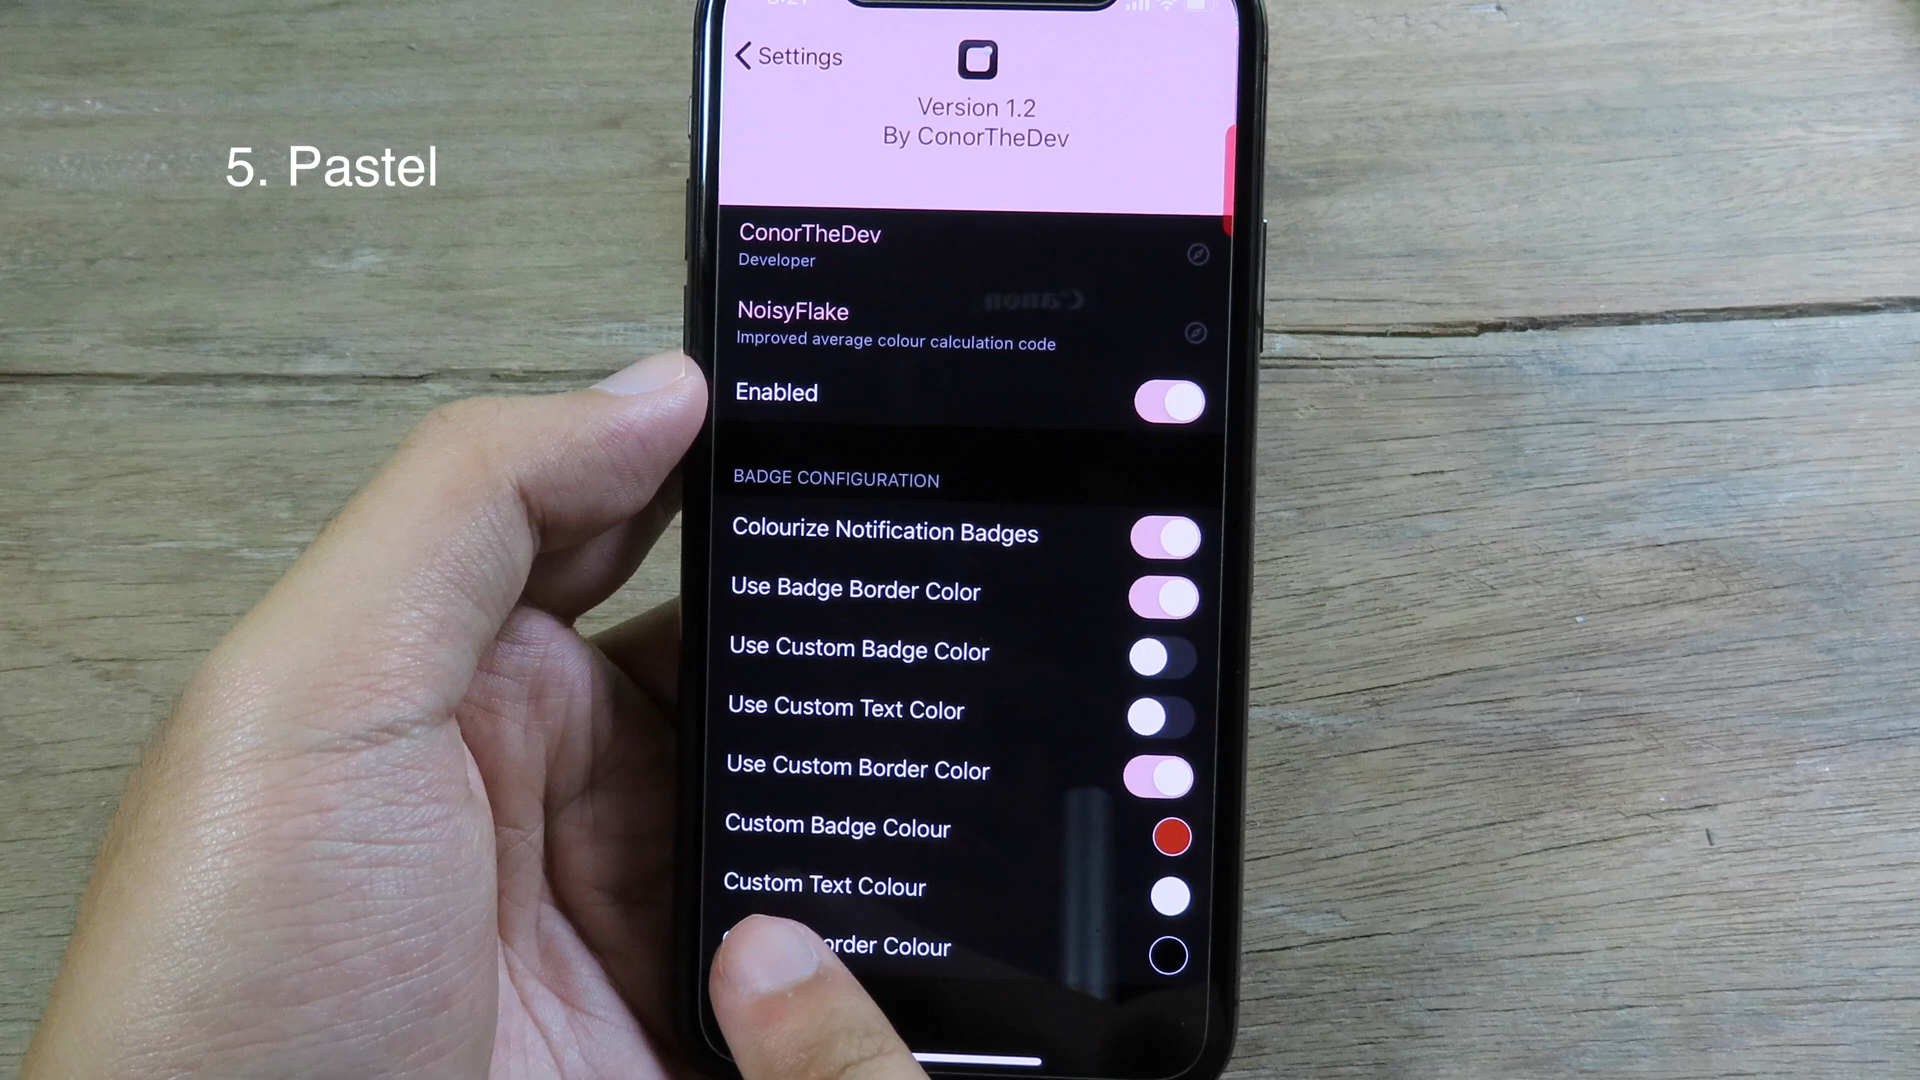 5. Pastel
Settings
Version 1.2
By ConorTheDev
ConorTheDev
Developer
NoisyFlake
Improved average colour calculation code
Enabled
BADGE CONFIGURATION
Colourize Notification Badges
Use Badge Border Color
Use Custom Badge Color
Use Custom Text Color
Use Custom Border Color
Custom Badge Colour
Custom Text Colour
Colour